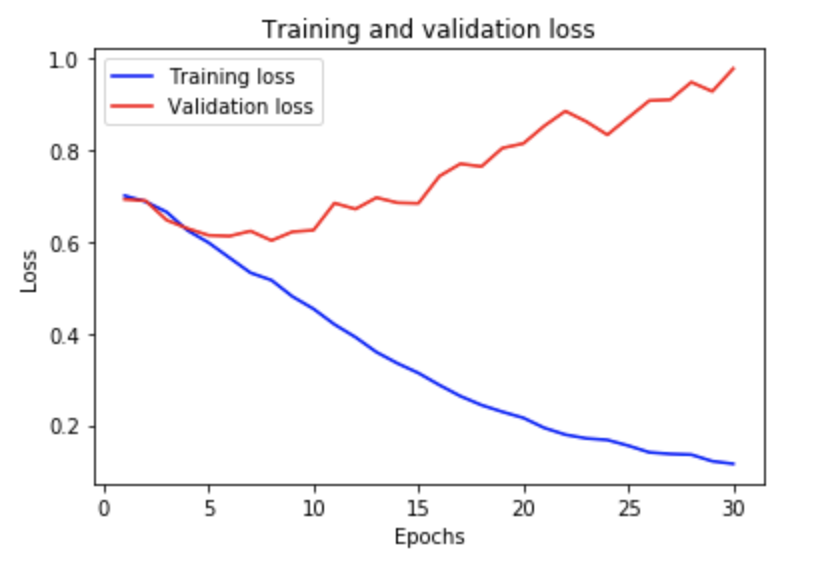 Training and validation loss
Training loss
Validation loss
1.0
0.8
0.6
0.4
0.2
Loss
0 5 10 15 20 25 30
Epochs